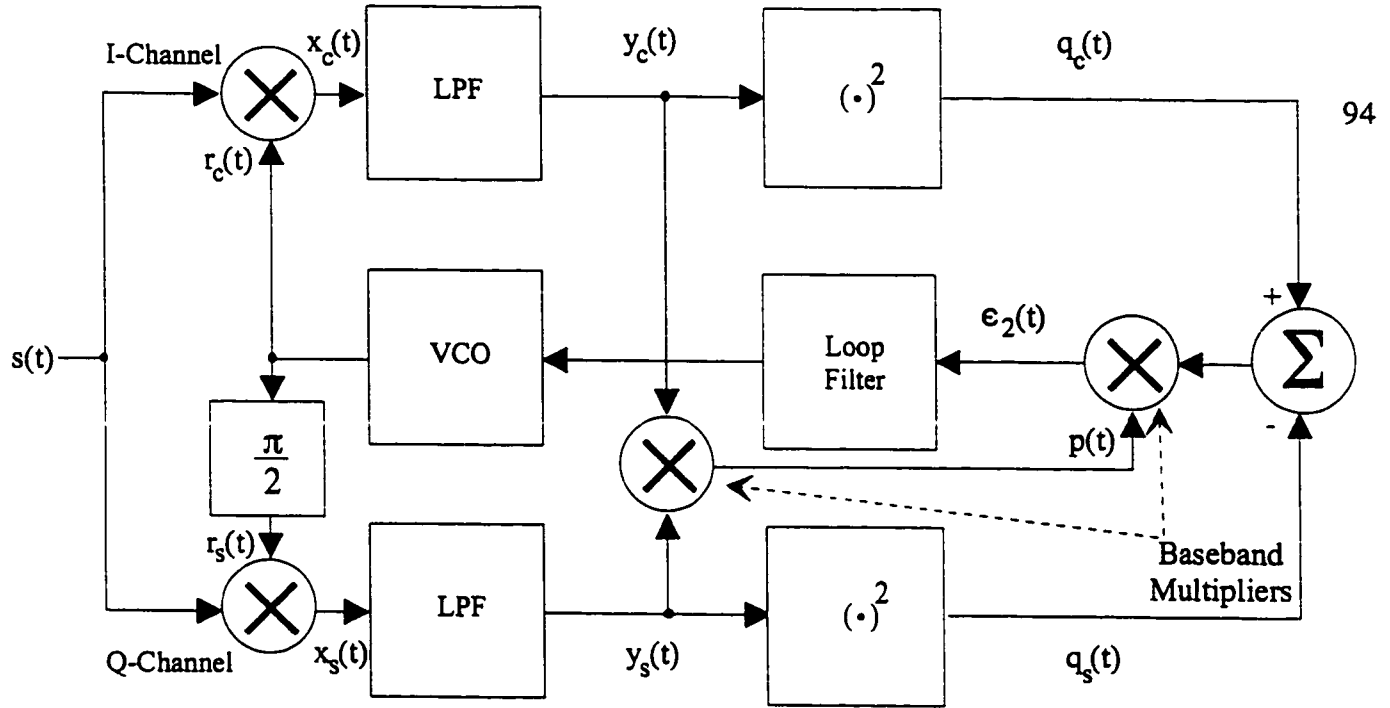 I-Channel
x_c(t)
LPF
y_c(t)
(·)^2
q_c(t)
94
r_c(t)
+
s(t)
VCO
Loop
Filter
ϵ_2(t)
Σ
π/2
p(t)
-
r_s(t)
Baseband
Multipliers
Q-Channel
x_s(t)
LPF
y_s(t)
(·)^2
q_s(t)